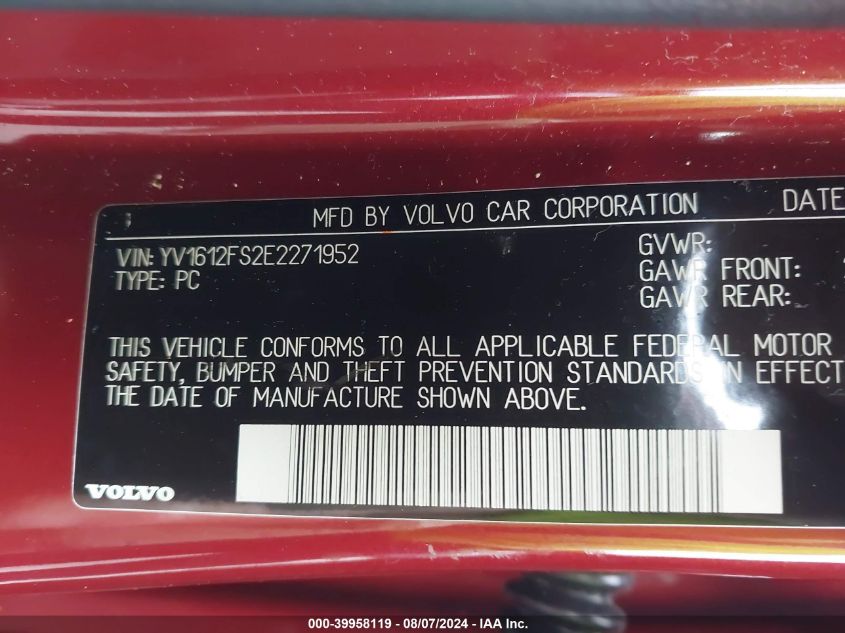 MFD BY VOLVO CAR CORPORATION DATE
VIN: YV1612FS2E2271952
TYPE: PC
GVWR:
GAWR FRONT:
GAWR REAR:
THIS VEHICLE CONFORMS TO ALL APPLICABLE FEDERAL MOTOR
SAFETY, BUMPER AND THEFT PREVENTION STANDARDS IN EFFECT
THE DATE OF MANUFACTURE SHOWN ABOVE.
VOLVO
000-39958119 - 08/07/2024 - IAA Inc.